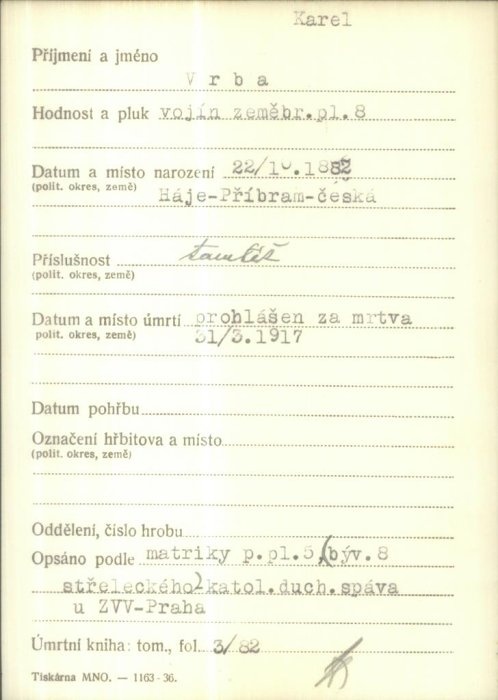 Karel
Příjmení a jméno
Vrba
Hodnost a pluk vojín zeměbr.pl.8
Datum a místo narození 22/10.1882
(polit. okres, země) Háje-Příbram-česká
Příslušnost tamtéž
(polit. okres, země)
Datum a místo úmrtí prohlášen za mrtva
polit. okres, země) 31/3.1917
Datum pohřbu
Označení hřbitova a místo
(polit. okres, země)
Oddělení, číslo hrobu
Opsáno podle matriky p.pl.5,(býv.8
střeleckého) katol.duch.spáva
u ZVV-Praha
Úmrtní kniha: tom., fol. 3/82
Tiskárna MNO. — 1163-36.